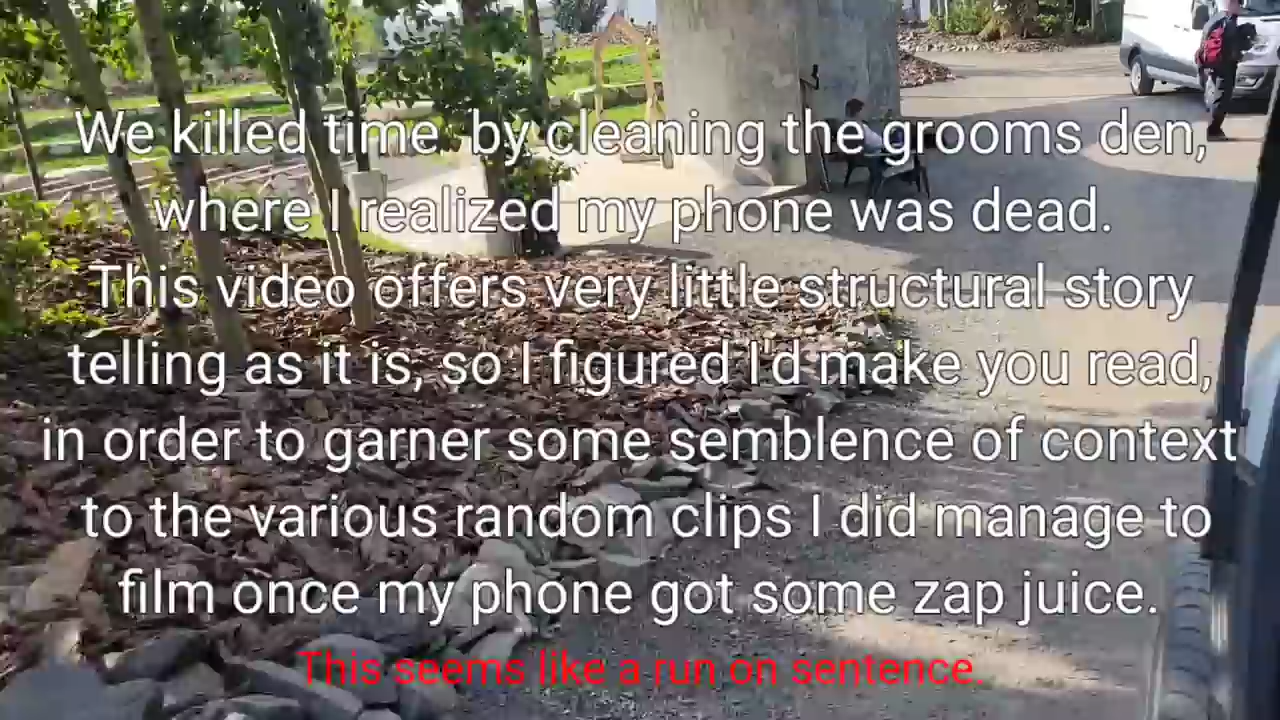 We killed time, by cleaning the grooms den,
where I realized my phone was dead.
This video offers very little structural story
telling as it is, so I figured I'd make you read,
in order to garner some semblence of context
to the various random clips I did manage to
film once my phone got some zap juice.
This seems like a run on sentence.